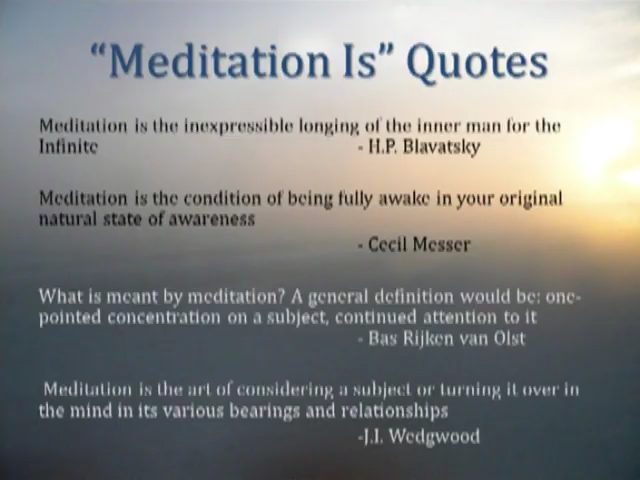 “Meditation Is” Quotes
Meditation is the inexpressible longing of the inner man for the
Infinite - H.P. Blavatsky
Meditation is the condition of being fully awake in your original
natural state of awareness
- Cecil Messer
What is meant by meditation? A general definition would be: one-
pointed concentration on a subject, continued attention to it
- Bas Rijken van Olst
Meditation is the art of considering a subject or turning it over in
the mind in its various bearings and relationships
-J.I. Wedgwood